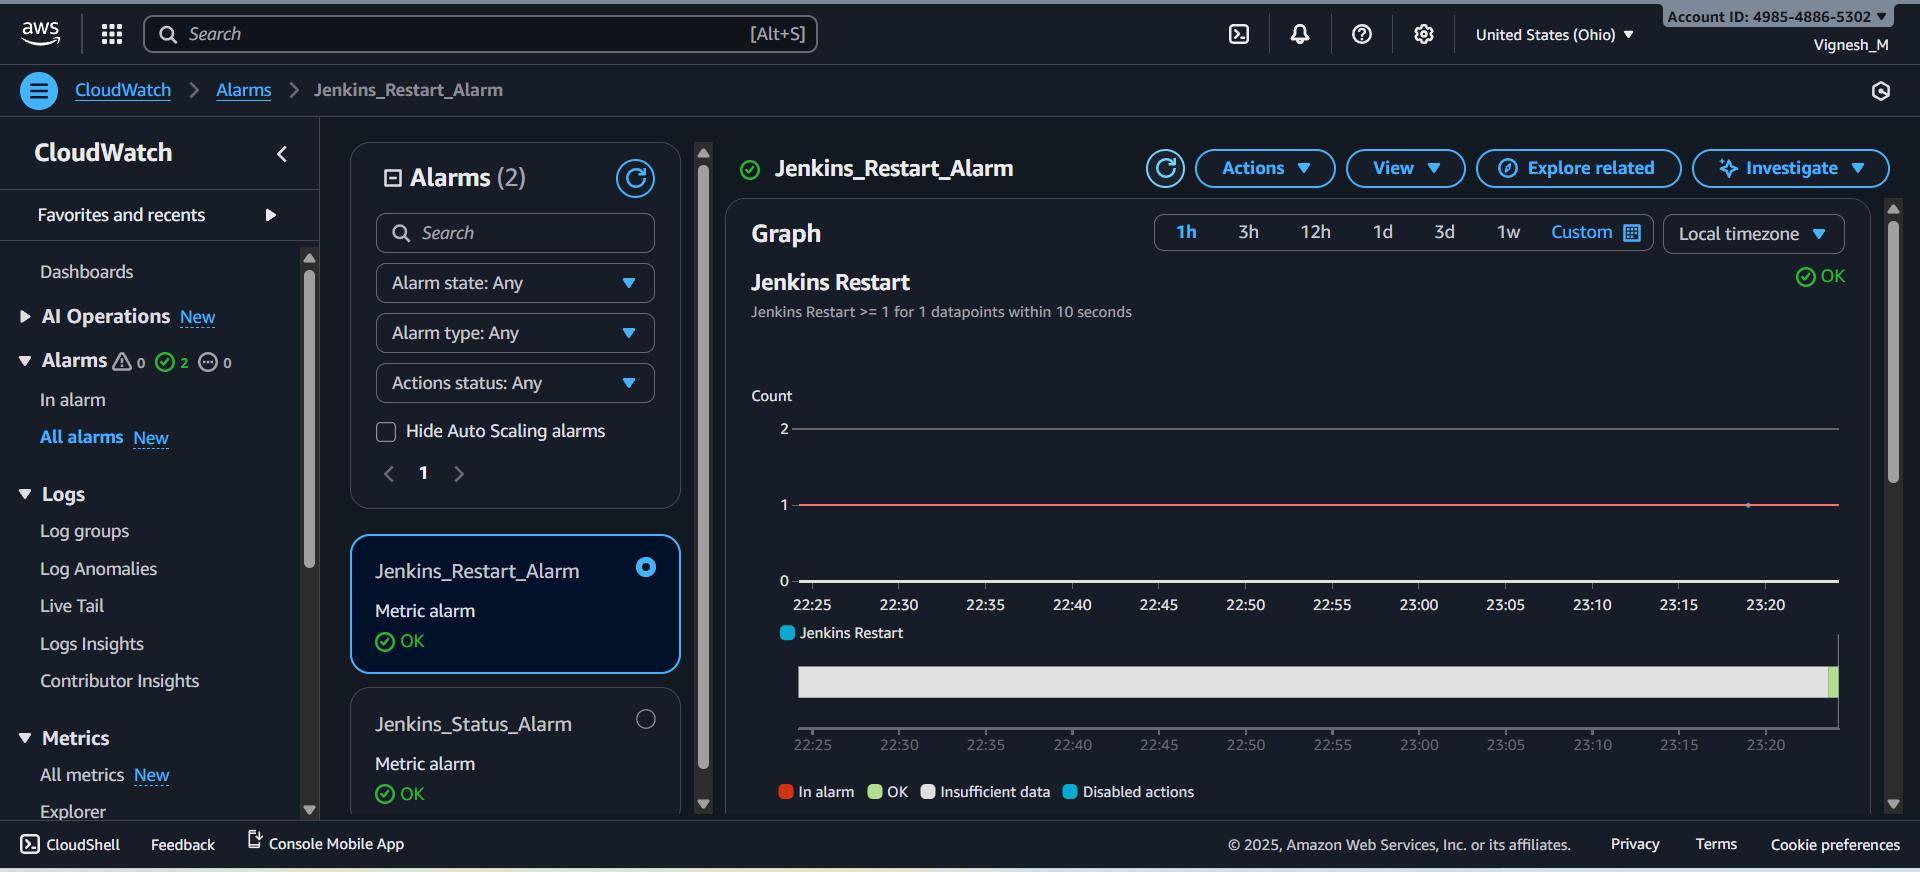 aws
Search
[Alt+S]
United States (Ohio)
Account ID: 4985-4886-5302
Vignesh_M
CloudWatch
Alarms
Jenkins_Restart_Alarm
CloudWatch
Favorites and recents
Dashboards
AI Operations New
Alarms 0 2 0
In alarm
All alarms New
Logs
Log groups
Log Anomalies
Live Tail
Logs Insights
Contributor Insights
Metrics
All metrics New
Explorer
Alarms (2)
Search
Alarm state: Any
Alarm type: Any
Actions status: Any
Hide Auto Scaling alarms
1
Jenkins_Restart_Alarm
Metric alarm
OK
Jenkins_Status_Alarm
Metric alarm
OK
Jenkins_Restart_Alarm
Actions
View
Explore related
Investigate
Graph
1h 3h 12h 1d 3d 1w Custom
Local timezone
Jenkins Restart
OK
Jenkins Restart >= 1 for 1 datapoints within 10 seconds
Count
2
1
0
22:25 22:30 22:35 22:40 22:45 22:50 22:55 23:00 23:05 23:10 23:15 23:20
Jenkins Restart
22:25 22:30 22:35 22:40 22:45 22:50 22:55 23:00 23:05 23:10 23:15 23:20
In alarm OK Insufficient data Disabled actions
CloudShell Feedback Console Mobile App
© 2025, Amazon Web Services, Inc. or its affiliates. Privacy Terms Cookie preferences